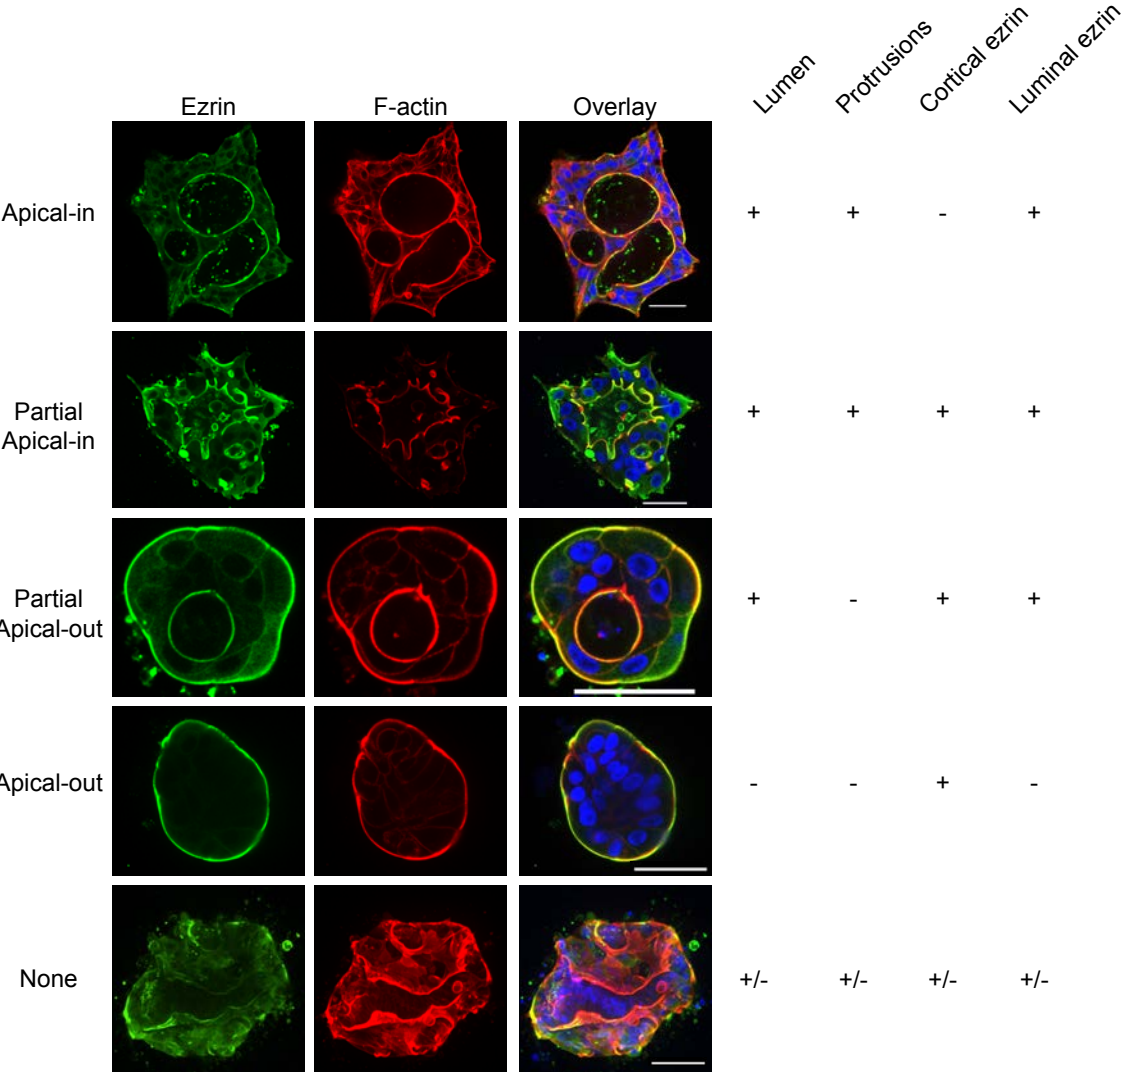 Lumen
Protrusions
Cortical ezrin
Luminal ezrin
Ezrin F-actin Overlay
Apical-in + + - +
Partial
Apical-in + + + +
Partial
Apical-out + - + +
Apical-out - - + -
None +/- +/- +/- +/-